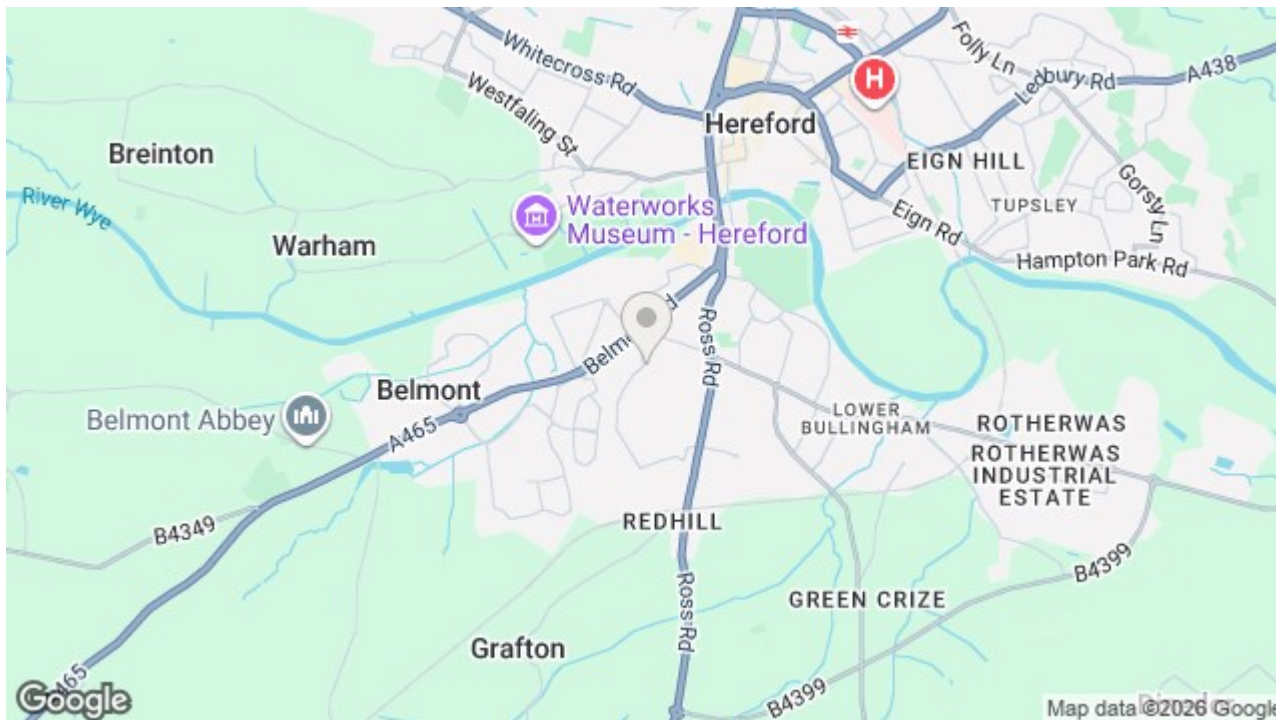 Folly Ln
Whitecross Rd
Ledbury Rd
A438
H
Westfaling St
Hereford
Breinton
EIGN HILL
Gorsty Ln
River Wye
TUPSLEY
Waterworks
Museum - Hereford
Eign Rd
Warham
Hampton Park Rd
Ross Rd
Belmont
Belmont Abbey
A465
LOWER
BULLINGHAM
ROTHERWAS
ROTHERWAS
INDUSTRIAL
ESTATE
B4349
REDHILL
B4399
Ross Rd
GREEN CRIZE
Grafton
A465
B4399
Google
Map data ©2026 Google